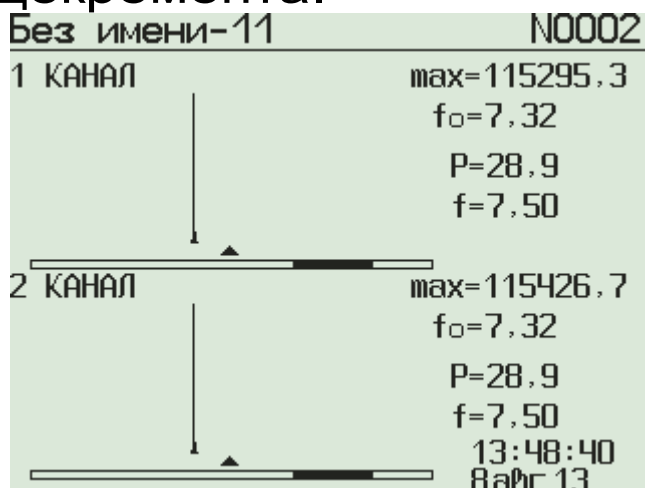 Без имени-11 N0002
1 КАНАЛ max=115295,3
fo=7,32
P=28,9
f=7,50
2 КАНАЛ max=115426,7
fo=7,32
P=28,9
f=7,50
13:48:40
8авг13